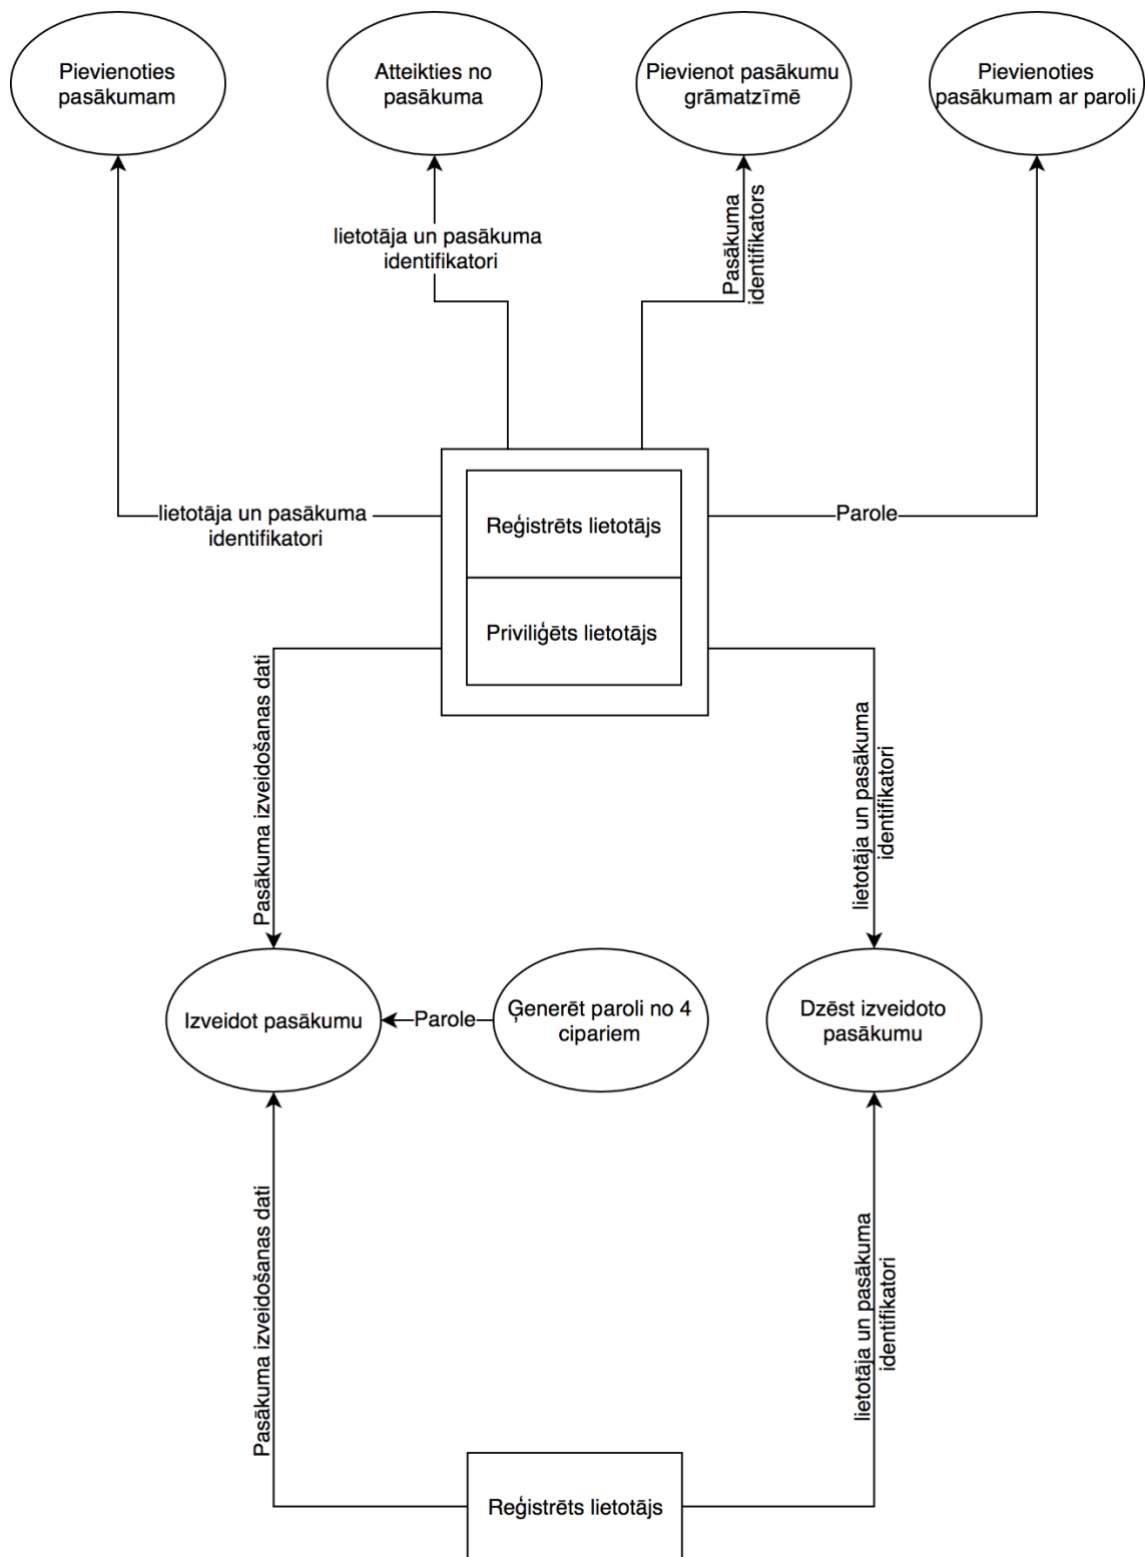 Pievienoties
pasākumam
Atteikties no
pasākuma
Pievienot pasākumu
grāmatzīmē
Pievienoties
pasākumam ar paroli
lietotāja un pasākuma
identifikatori
Pasākuma
identifikators
lietotāja un pasākuma
identifikatori
Reģistrēts lietotājs
Parole
Priviliģēts lietotājs
Pasākuma izveidošanas dati
lietotāja un pasākuma
identifikatori
Izveidot pasākumu
Parole
Ģenerēt paroli no 4
cipariem
Dzēst izveidoto
pasākumu
Pasākuma izveidošanas dati
lietotāja un pasākuma
identifikatori
Reģistrēts lietotājs